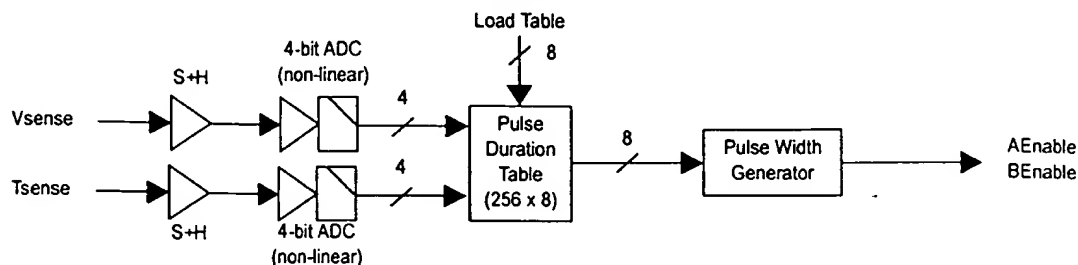 Load Table
8
4-bit ADC
(non-linear)
S+H
4
Vsense
Pulse
Duration
Table
(256 x 8)
8
Pulse Width
Generator
AEnable
BEnable
Tsense
4
S+H
4-bit ADC
(non-linear)